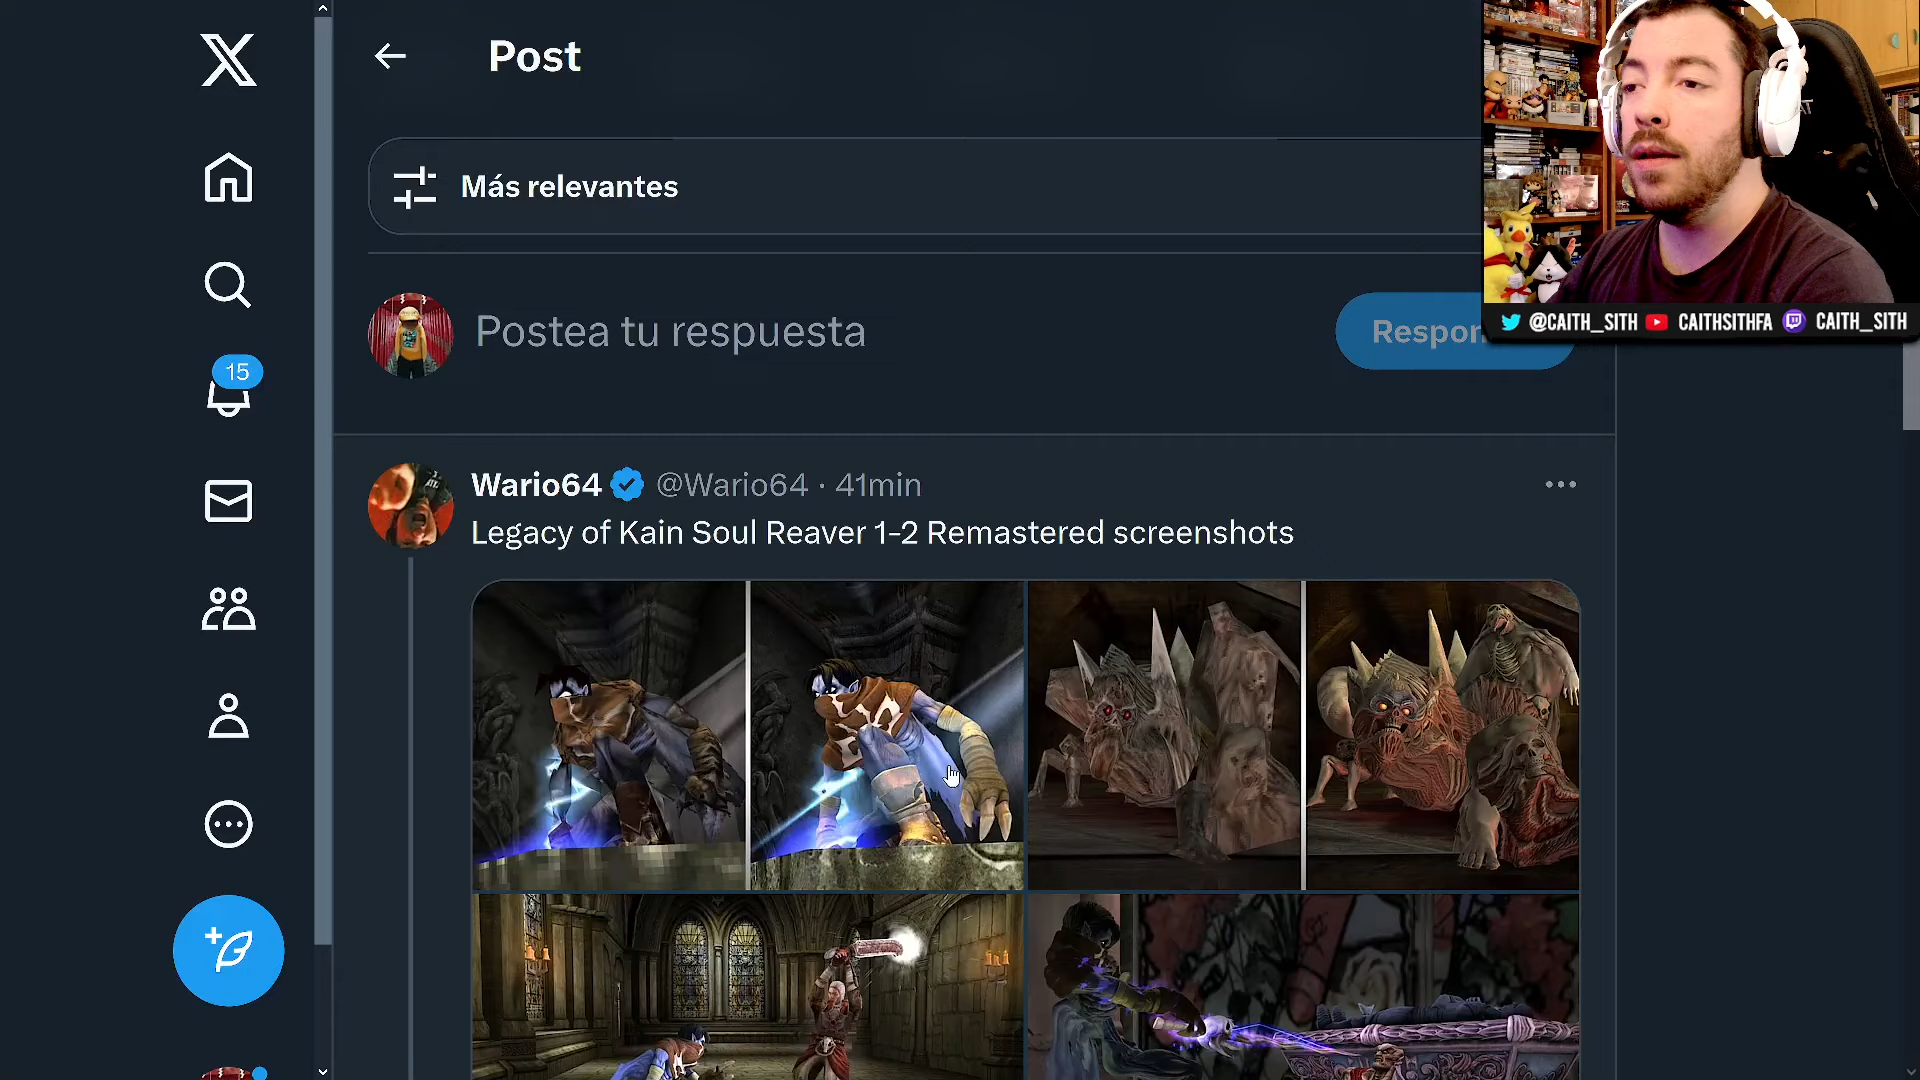 Post
Más relevantes
Postea tu respuesta
Respon
@CAITH_SITH CAITHSITHFA CAITH_SITH
15
Wario64 @Wario64 · 41min
Legacy of Kain Soul Reaver 1-2 Remastered screenshots